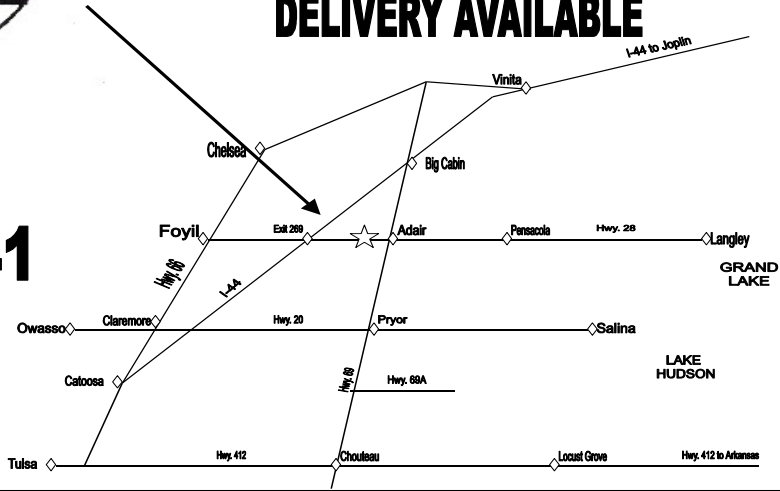 DELIVERY AVAILABLE
I-44 to Joplin
Vinita
Chelsea
Big Cabin
Foyil
Exit 269
Adair
Pensacola
Hwy. 28
Langley
-1
GRAND
LAKE
Hwy. 66
I-44
Claremore
Owasso
Hwy. 20
Pryor
Salina
LAKE
HUDSON
Catoosa
Hwy. 69
Hwy. 69A
Tulsa
Hwy. 412
Chouteau
Locust Grove
Hwy. 412 to Arkansas